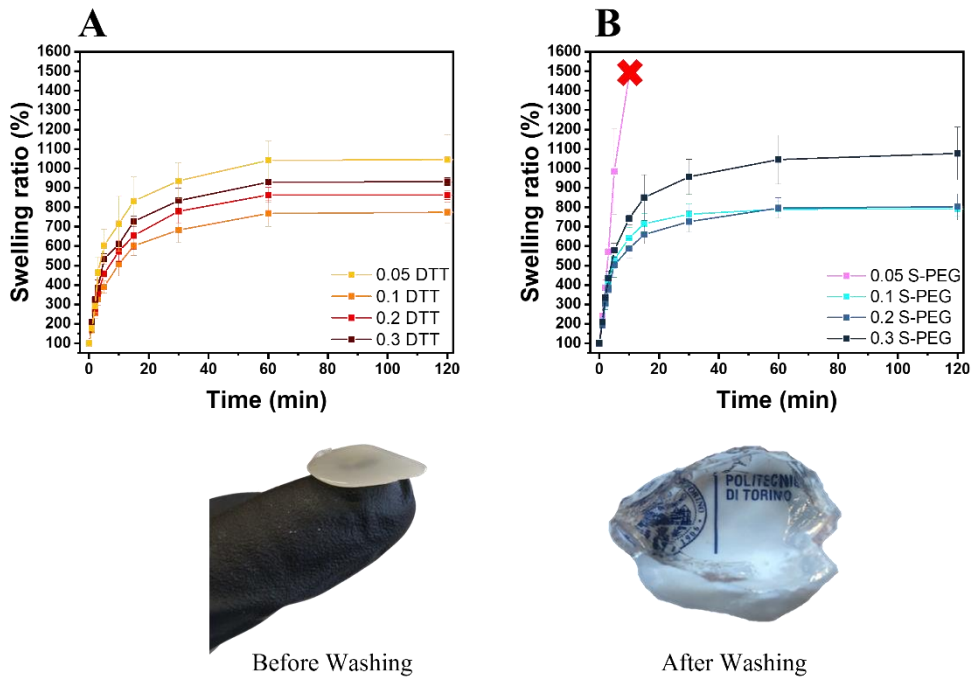 A
Swelling ratio (%)
1600
1500
1400
1300
1200
1100
1000
900
800
700
600
500
400
300
200
100
0.05 DTT
0.1 DTT
0.2 DTT
0.3 DTT
0 20 40 60 80 100 120
Time (min)
B
Swelling ratio (%)
1600
1500
1400
1300
1200
1100
1000
900
800
700
600
500
400
300
200
100
0.05 S-PEG
0.1 S-PEG
0.2 S-PEG
0.3 S-PEG
0 20 40 60 80 100 120
Time (min)
POLITECNI
DI TORINO
Before Washing
After Washing